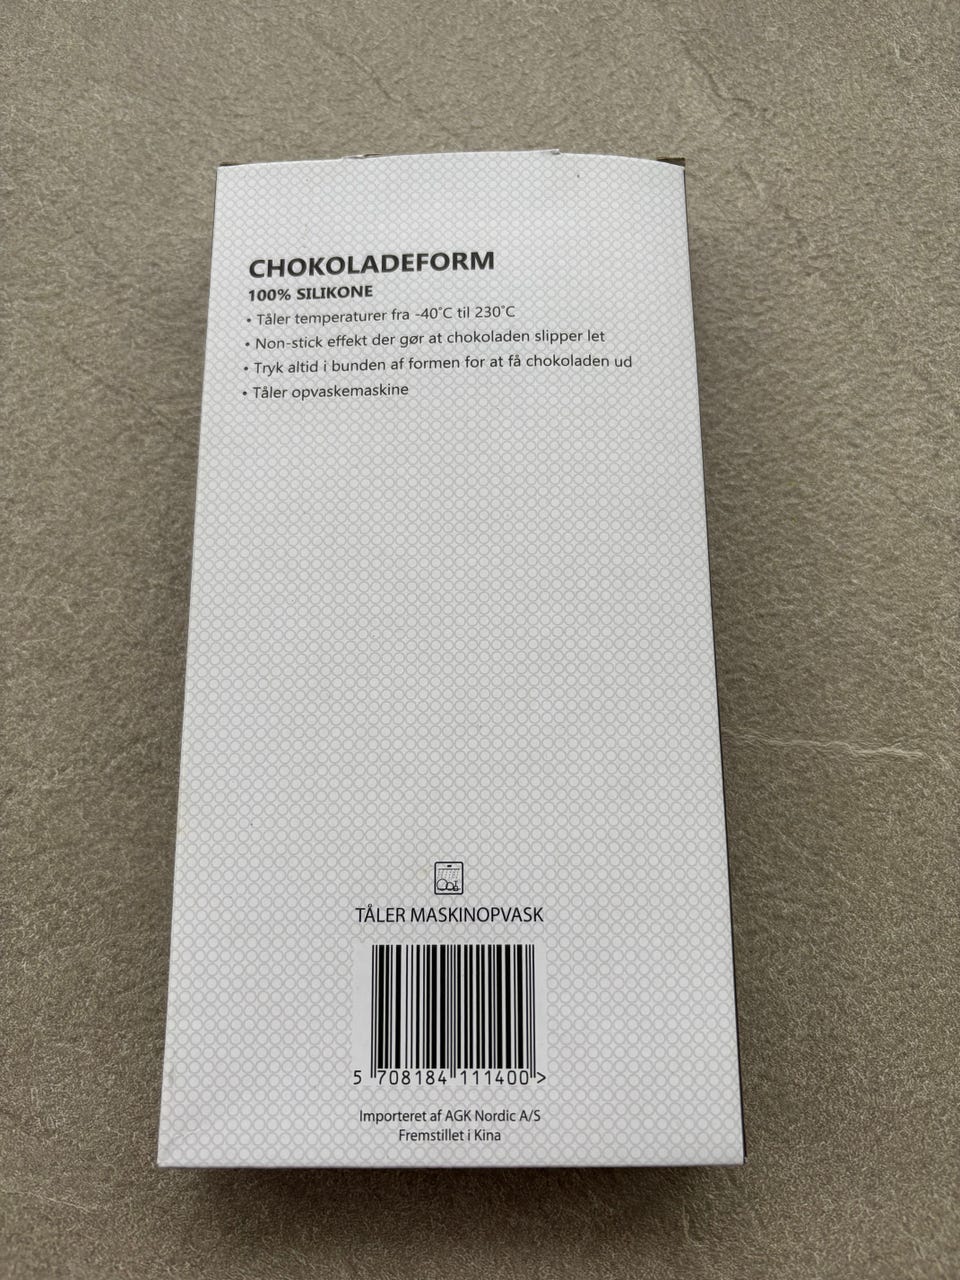 CHOKOLADEFORM
100% SILIKONE
• Tåler temperaturer fra -40°C til 230°C
• Non-stick effekt der gør at chokoladen slipper let
• Tryk altid i bunden af formen for at få chokoladen ud
• Tåler opvaskemaskine
TÅLER MASKINOPVASK
5 708184 111400 >
Importeret af AGK Nordic A/S
Fremstillet i Kina